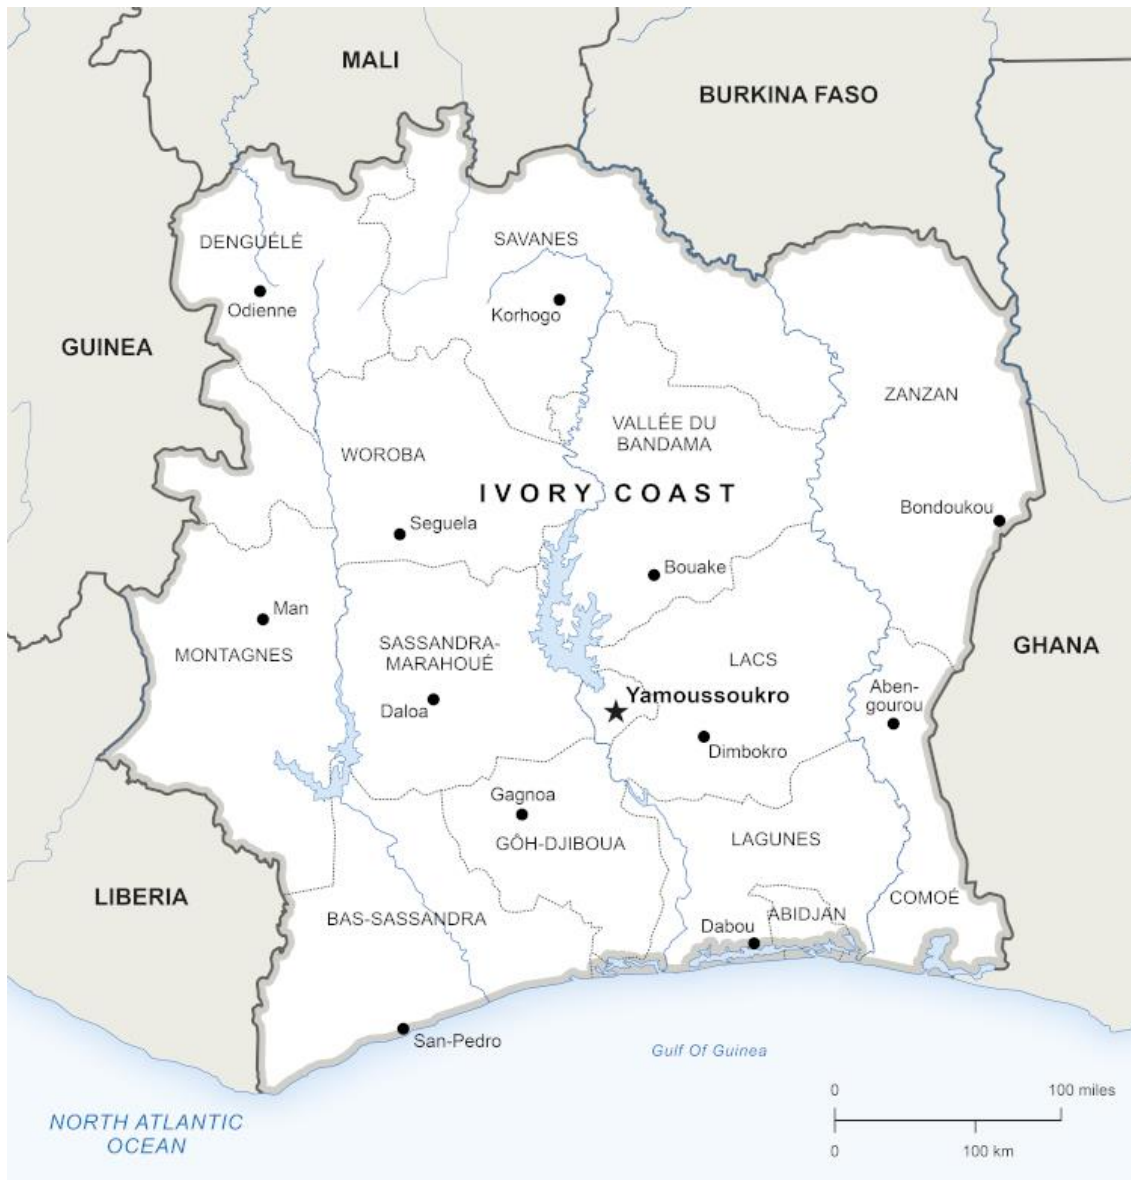 MALI
BURKINA FASO
DENGUÉLÉ
SAVANES
Odienne
Korhogo
GUINEA
ZANZAN
VALLÉE DU
BANDAMA
WOROBA
IVORY COAST
Bondoukou
Seguela
Bouake
Man
SASSANDRA-
MARAHOUÉ
MONTAGNES
LACS
GHANA
Aben-
gourou
Yamoussoukro
Daloa
Dimbokro
Gagnoa
GÔH-DJIBOUA
LAGUNES
LIBERIA
COMOÉ
BAS-SASSANDRA
ABIDJAN
Dabou
San-Pedro
Gulf Of Guinea
0 100 miles
NORTH ATLANTIC
OCEAN
0 100 km